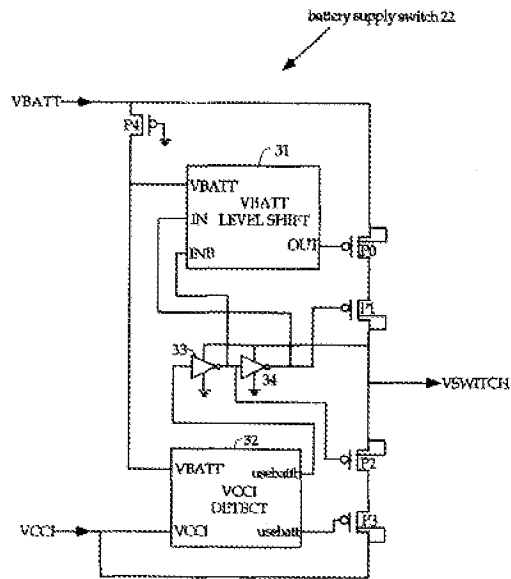 battery supply switch 22
VBATT
P4
31
VBATT
VBATT
LEVEL SHIFT
IN
OUT
INB
P0
P1
33
34
VSWITCH
32
P2
VBATT
usebattb
VCCI
DETECT
VCCI
VCCI
usebatt
P3